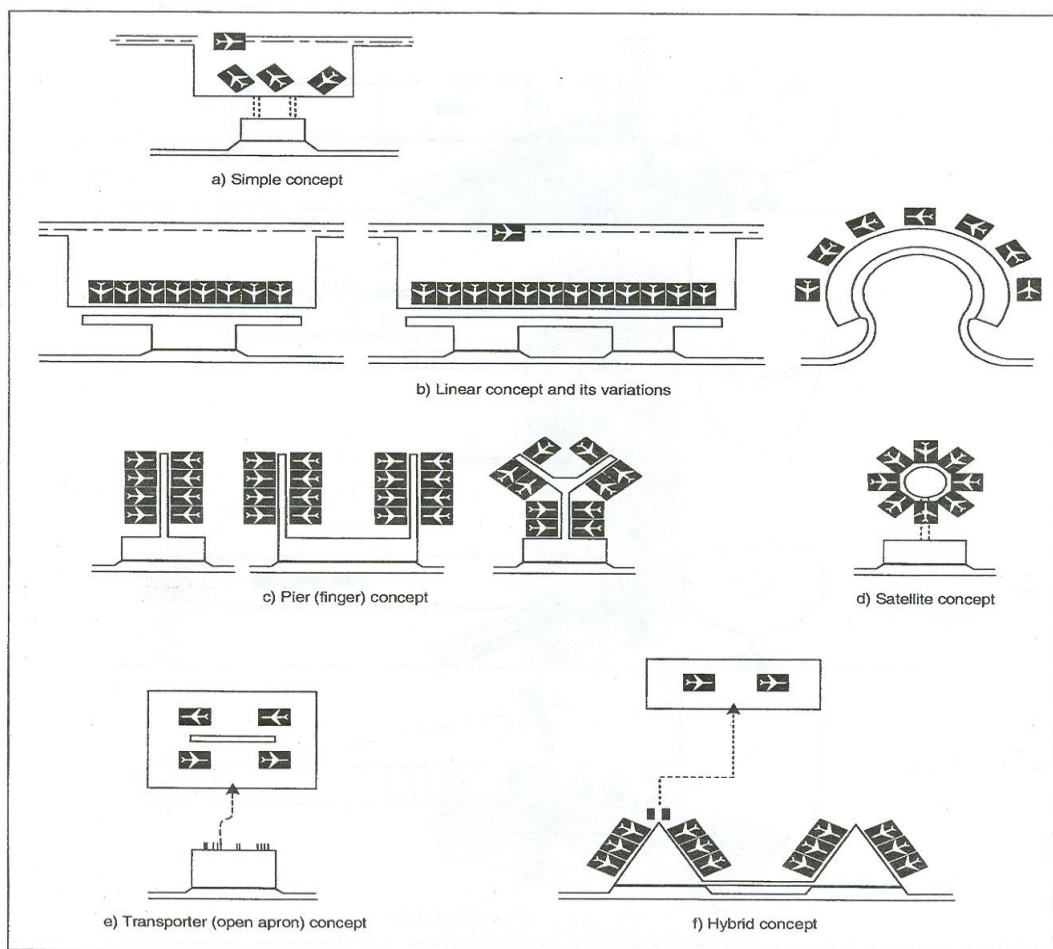 a) Simple concept
b) Linear concept and its variations
c) Pier (finger) concept
d) Satellite concept
e) Transporter (open apron) concept
f) Hybrid concept